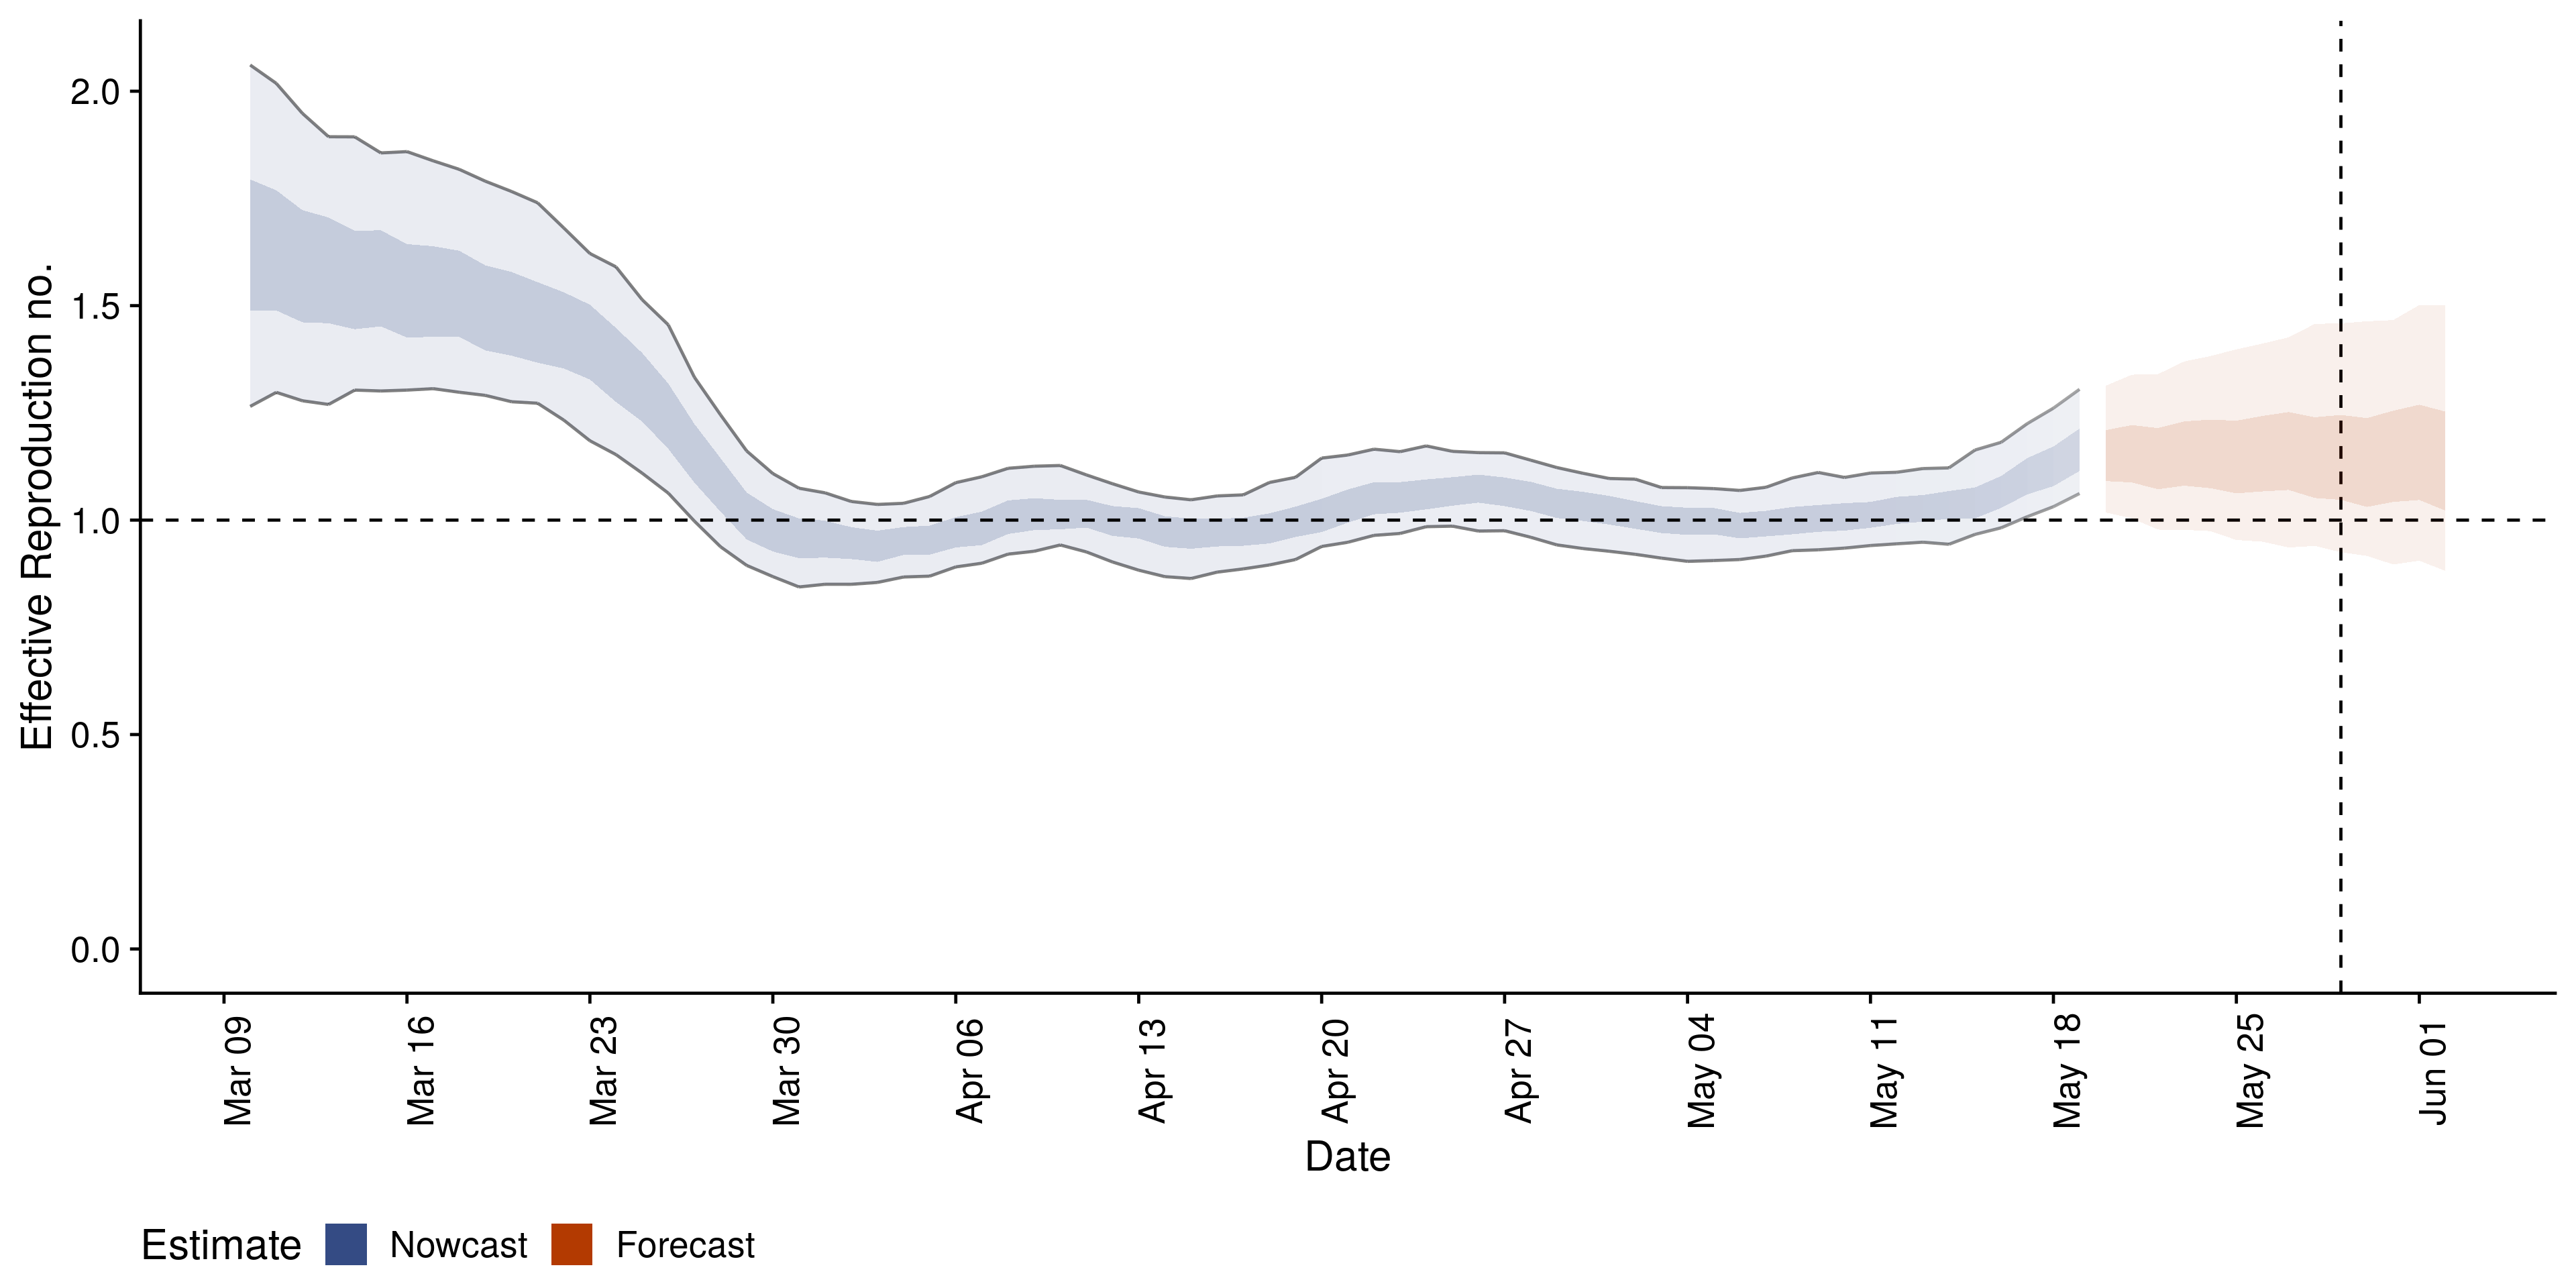 Effective Reproduction no.
2.0
1.5
1.0
0.5
0.0
Mar 09
Mar 16
Mar 23
Mar 30
Apr 06
Apr 13
Apr 20
Apr 27
May 04
May 11
May 18
May 25
Jun 01
Date
Estimate Nowcast Forecast